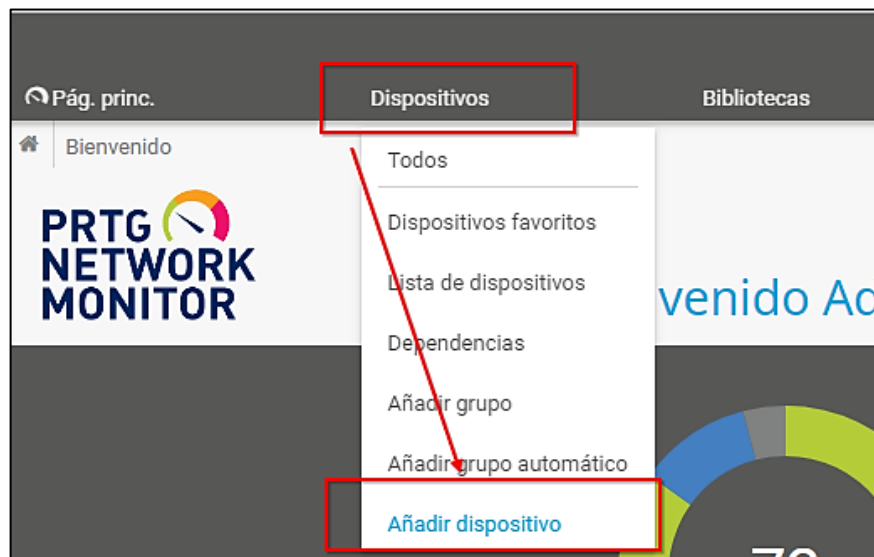 Pág. princ.
Dispositivos
Bibliotecas
Bienvenido
Todos
PRTG
NETWORK
MONITOR
Dispositivos favoritos
Lista de dispositivos
venido Ad
Dependencias
Añadir grupo
Añadir grupo automático
Añadir dispositivo